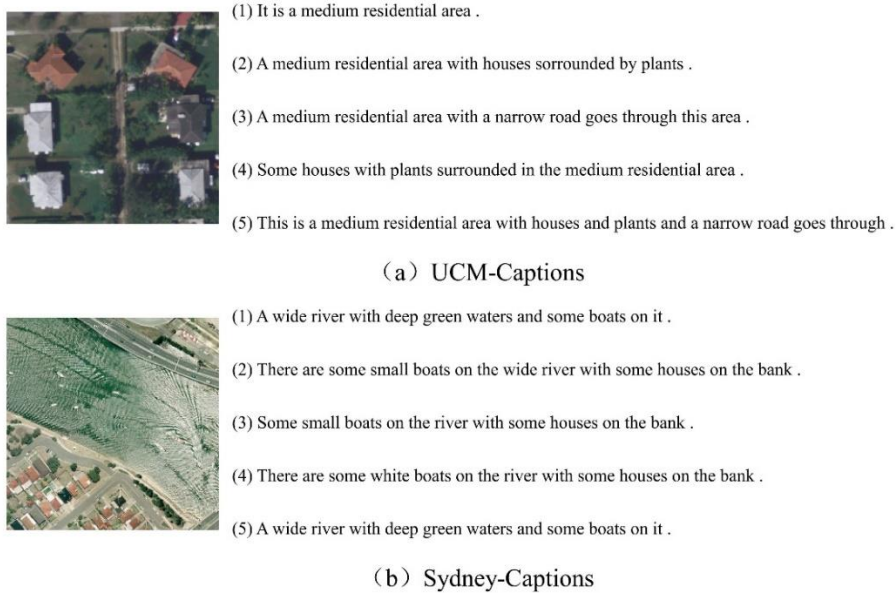 (1) It is a medium residential area .
(2) A medium residential area with houses sorrounded by plants .
(3) A medium residential area with a narrow road goes through this area .
(4) Some houses with plants surrounded in the medium residential area .
(5) This is a medium residential area with houses and plants and a narrow road goes through .
（a）UCM-Captions
(1) A wide river with deep green waters and some boats on it .
(2) There are some small boats on the wide river with some houses on the bank .
(3) Some small boats on the river with some houses on the bank .
(4) There are some white boats on the river with some houses on the bank .
(5) A wide river with deep green waters and some boats on it .
（b）Sydney-Captions